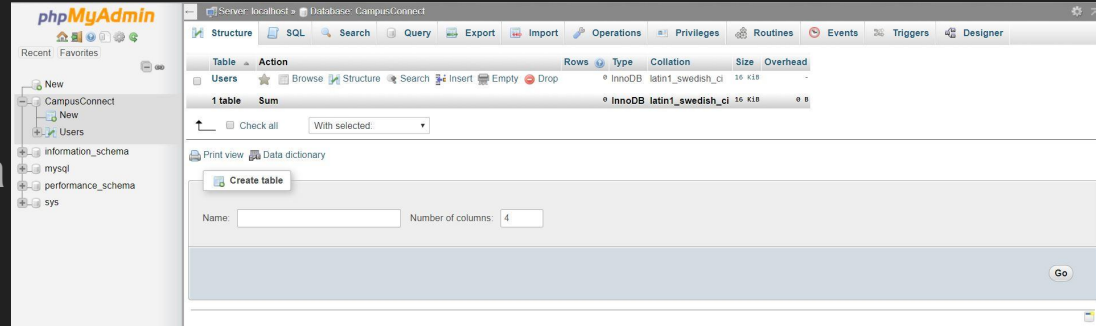 phpMyAdmin
Recent Favorites
New
CampusConnect
New
Users
information_schema
mysql
performance_schema
sys
Server: localhost » Database: CampusConnect
Structure SQL Search Query Export Import Operations Privileges Routines Events Triggers Designer
Table Action Rows Type Collation Size Overhead
Users Browse Structure Search Insert Empty Drop 0 InnoDB latin1_swedish_ci 16 KiB -
1 table Sum 0 InnoDB latin1_swedish_ci 16 KiB 0 B
Check all With selected:
Print view Data dictionary
Create table
Name: Number of columns: 4
Go